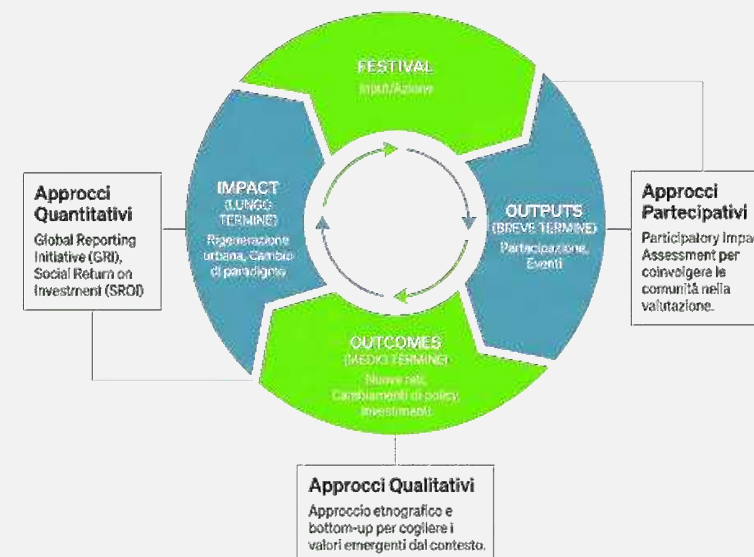 FESTIVAL
Input/Azione
IMPACT
(LUNGO
TERMINE)
Rigenerazione
urbana, Cambio
di paradigma
OUTPUTS
(BREVE TERMINE)
Partecipazione,
Eventi
OUTCOMES
(MEDIO TERMINE)
Nuove reti,
Cambiamenti di policy,
Investimenti
Approcci
Quantitativi
Global Reporting
Initiative (GRI),
Social Return on
Investment (SROI)
Approcci
Partecipativi
Participatory Impac
Assessment per
coinvolgere le
comunità nella
valutazione.
Approcci Qualitativi
Approccio etnografico e
bottom-up per cogliere i
valori emergenti dal contesto.